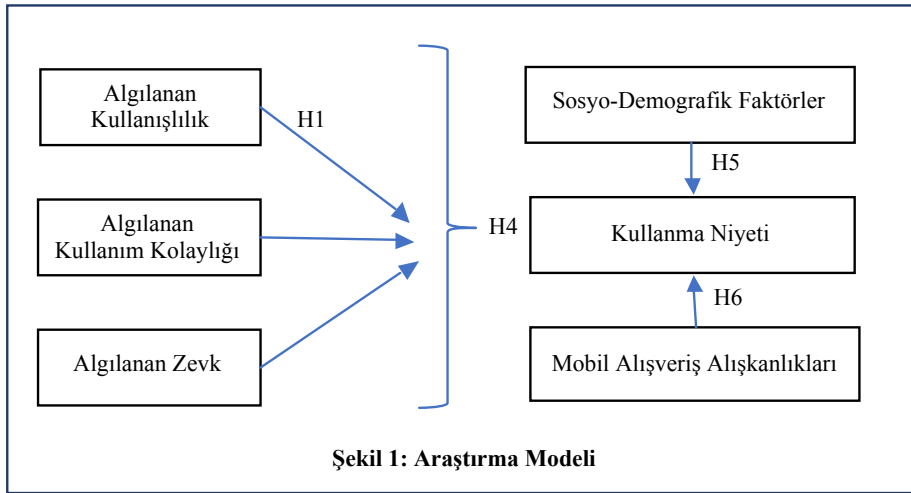 Algılanan
Kullanışlılık
H1
Algılanan
Kullanım Kolaylığı
Algılanan Zevk
H4
Sosyo-Demografik Faktörler
H5
Kullanma Niyeti
H6
Mobil Alışveriş Alışkanlıkları
Şekil 1: Araştırma Modeli